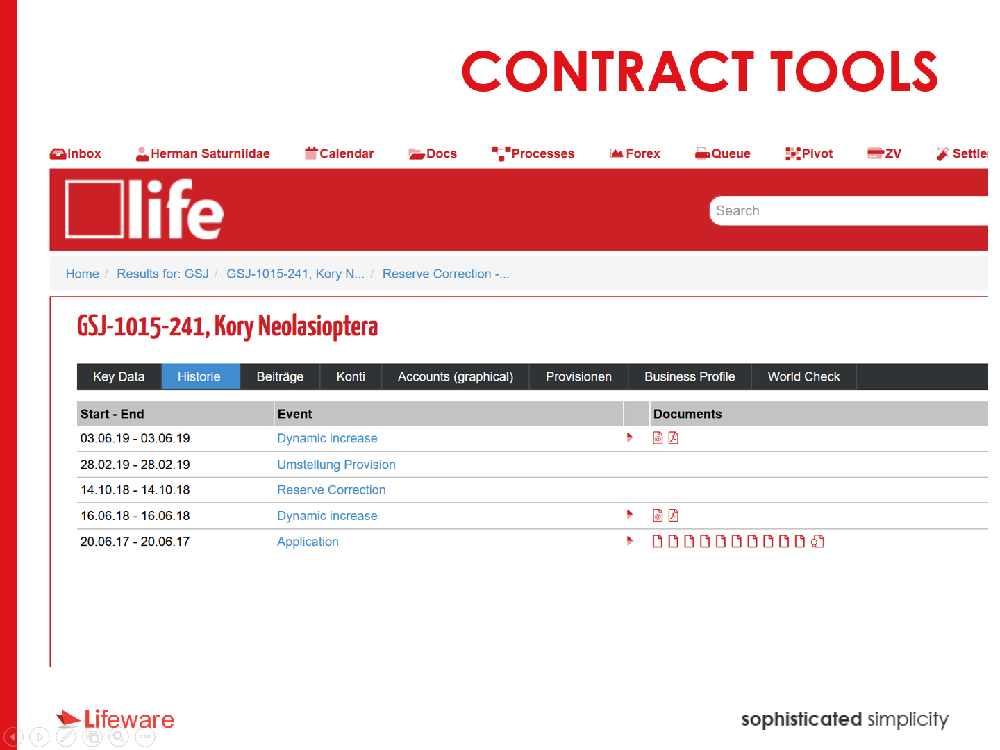 CONTRACT TOOLS
Inbox Herman Saturniidae Calendar Docs Processes Forex Queue Pivot ZV Settle
life
Search
Home / Results for: GSJ / GSJ-1015-241, Kory N... / Reserve Correction -...
GSJ-1015-241, Kory Neolasioptera
Key Data Historie Beiträge Konti Accounts (graphical) Provisionen Business Profile World Check
Start - End Event Documents
03.06.19 - 03.06.19 Dynamic increase
28.02.19 - 28.02.19 Umstellung Provision
14.10.18 - 14.10.18 Reserve Correction
16.06.18 - 16.06.18 Dynamic increase
20.06.17 - 20.06.17 Application
Lifeware
sophisticated simplicity